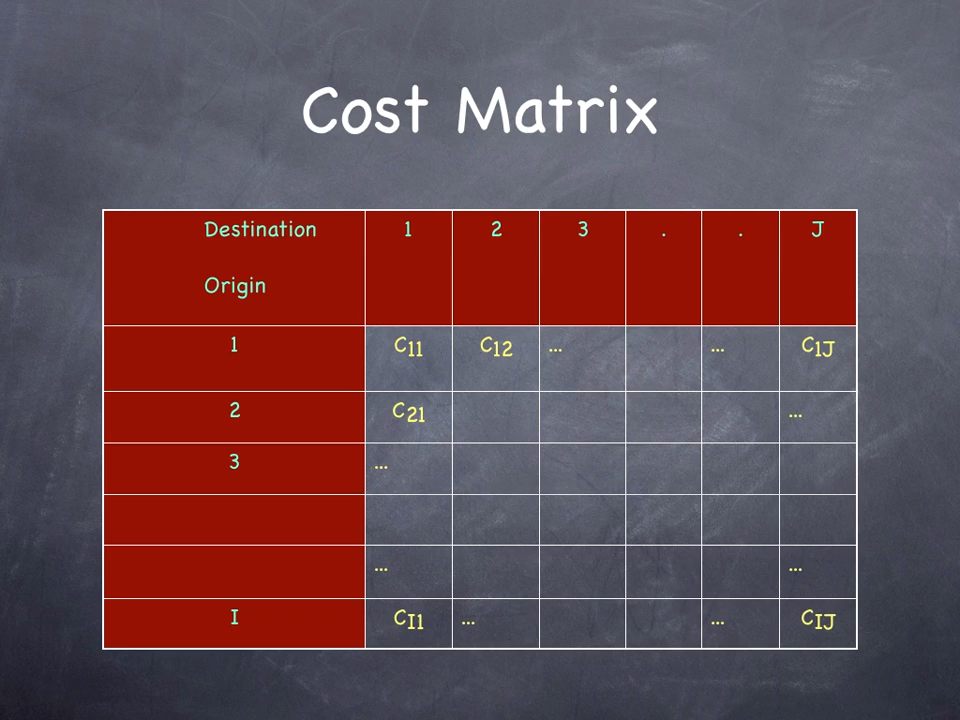 Cost Matrix
Destination 1 2 3 . . J
Origin
1 C11 C12 ... ... C1J
2 C21 ...
3 ...
... ...
I CI1 ... ... CIJ